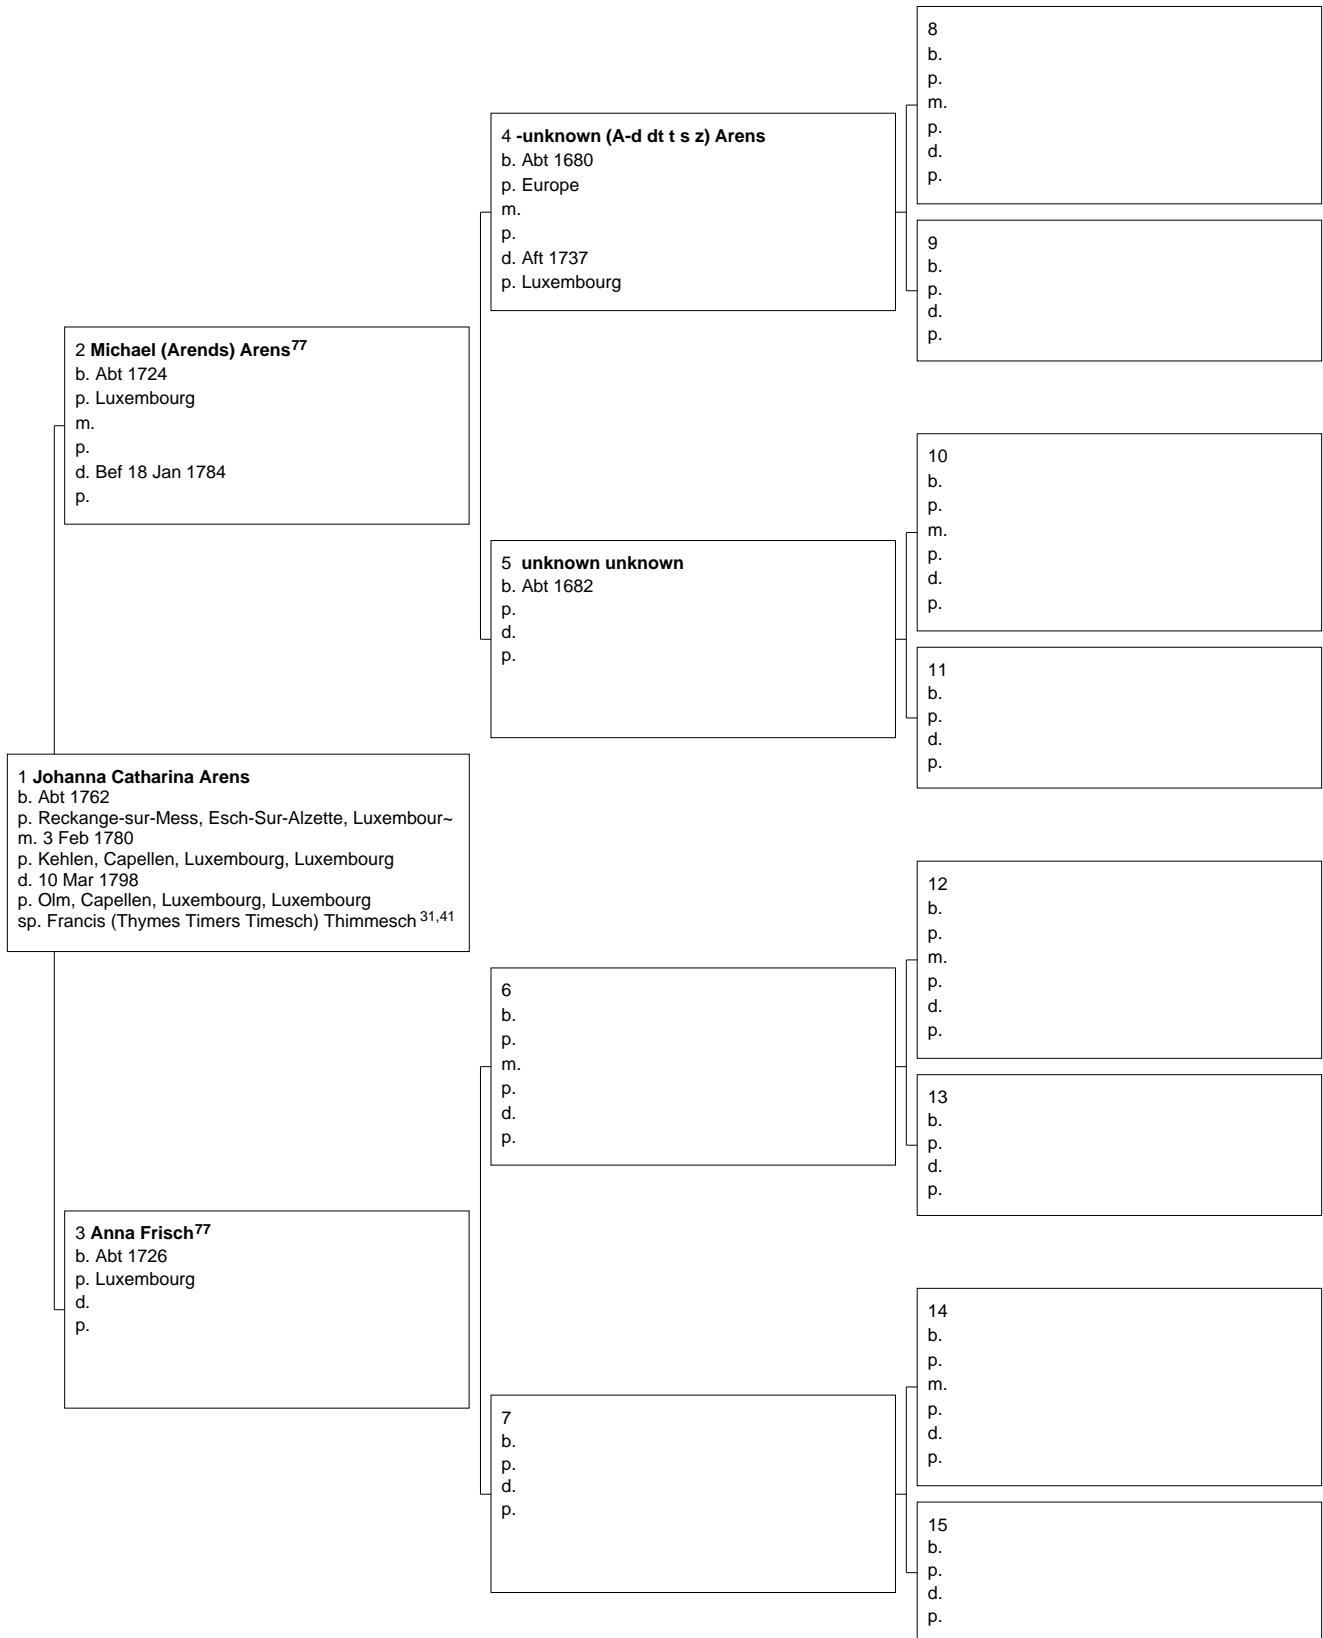 8
b.
p.
m.
p.
d.
p.
4 -unknown (A-d dt t s z) Arens
b. Abt 1680
p. Europe
m.
p.
d. Aft 1737
p. Luxembourg
9
b.
p.
d.
p.
2 Michael (Arends) Arens77
b. Abt 1724
p. Luxembourg
m.
p.
d. Bef 18 Jan 1784
p.
10
b.
p.
m.
p.
d.
p.
5 unknown unknown
b. Abt 1682
p.
d.
p.
11
b.
p.
d.
p.
1 Johanna Catharina Arens
b. Abt 1762
p. Reckange-sur-Mess, Esch-Sur-Alzette, Luxembour~
m. 3 Feb 1780
p. Kehlen, Capellen, Luxembourg, Luxembourg
d. 10 Mar 1798
p. Olm, Capellen, Luxembourg, Luxembourg
sp. Francis (Thymes Timers Timesch) Thimmesch 31,41
12
b.
p.
m.
p.
d.
p.
6
b.
p.
m.
p.
d.
p.
13
b.
p.
d.
p.
3 Anna Frisch77
b. Abt 1726
p. Luxembourg
d.
p.
14
b.
p.
m.
p.
d.
p.
7
b.
p.
d.
p.
15
b.
p.
d.
p.